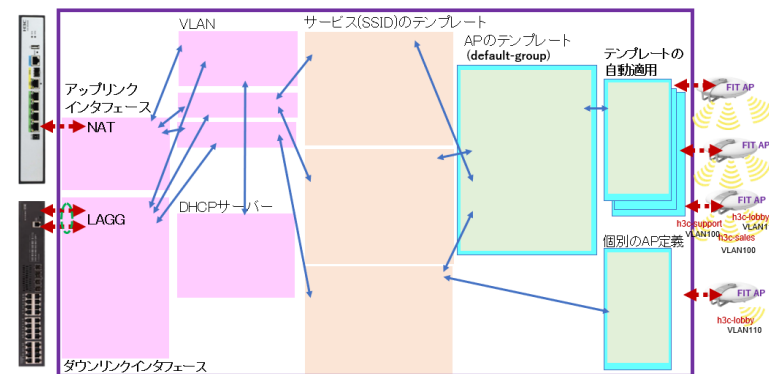 VLAN
サービス(SSID)のテンプレート
APのテンプレート
(default-group)
テンプレートの
自動適用
アップリンク
インタフェース
NAT
LAGG
DHCPサーバー
ダウンリンクインタフェース
個別のAP定義
FIT AP
FIT AP
FIT AP
h3c-lobby
h3c-support
VLAN1
VLAN100
h3c-sales
VLAN100
FIT AP
h3c-lobby
VLAN110